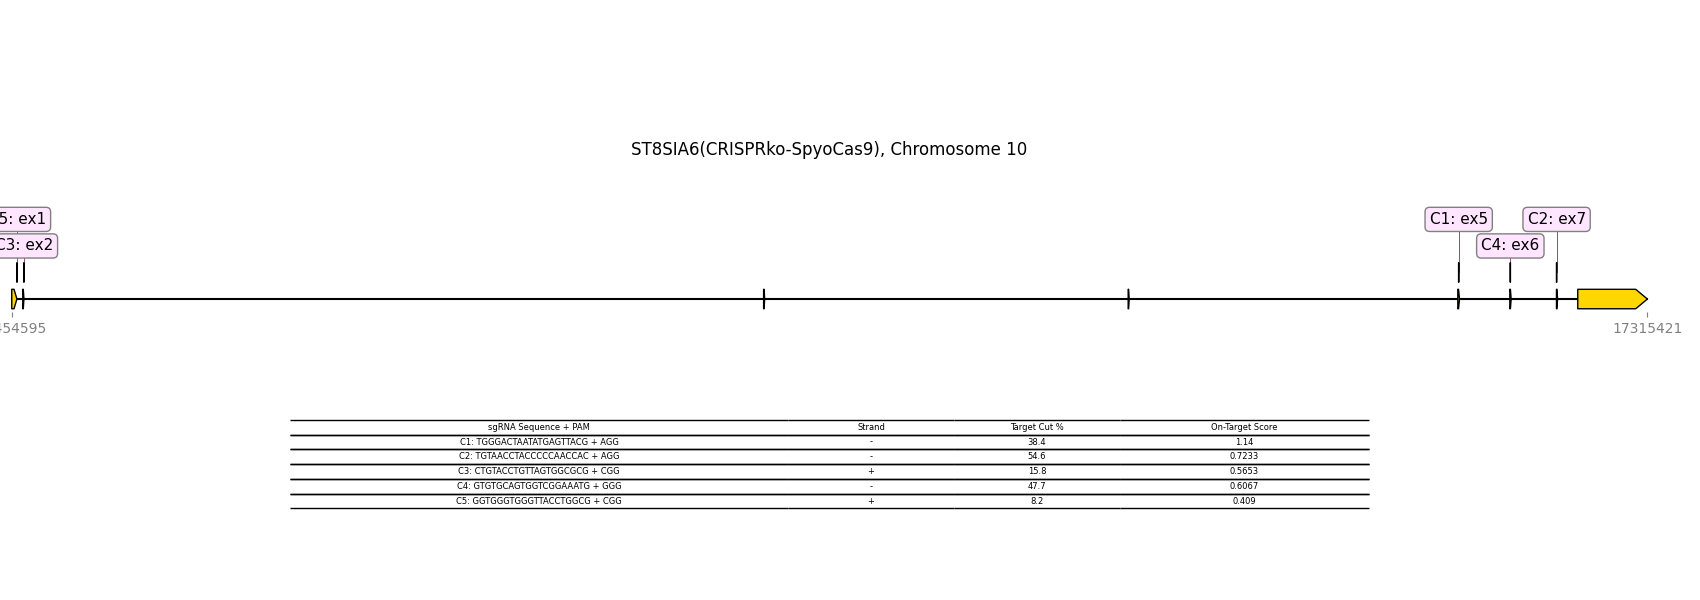 ST8SIA6(CRISPRko-SpyoCas9), Chromosome 10
5: ex1
C1: ex5
C2: ex7
C3: ex2
C4: ex6
454595
17315421
sgRNA Sequence + PAM Strand Target Cut % On-Target Score
C1: TGGGACTAATATGAGTTACG + AGG - 38.4 1.14
C2: TGTAACCTACCCCCAACCAC + AGG - 54.6 0.7233
C3: CTGTACCTGTTAGTGGCGCG + CGG + 15.8 0.5653
C4: GTGTGCAGTGGTCGGAAATG + GGG - 47.7 0.6067
C5: GGTGGGTGGGTTACCTGGCG + CGG + 8.2 0.409